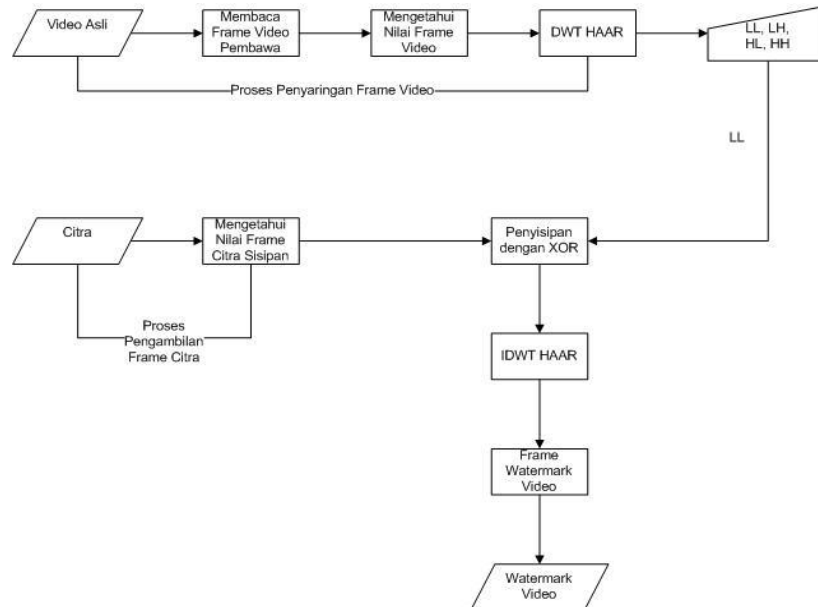 Video Asli
Membaca
Frame Video
Pembawa
Mengetahui
Nilai Frame
Video
DWT HAAR
LL, LH,
HL, HH
Proses Penyaringan Frame Video
LL
Citra
Mengetahui
Nilai Frame
Citra Sisipan
Penyisipan
dengan XOR
Proses
Pengambilan
Frame Citra
IDWT HAAR
Frame
Watermark
Video
Watermark
Video